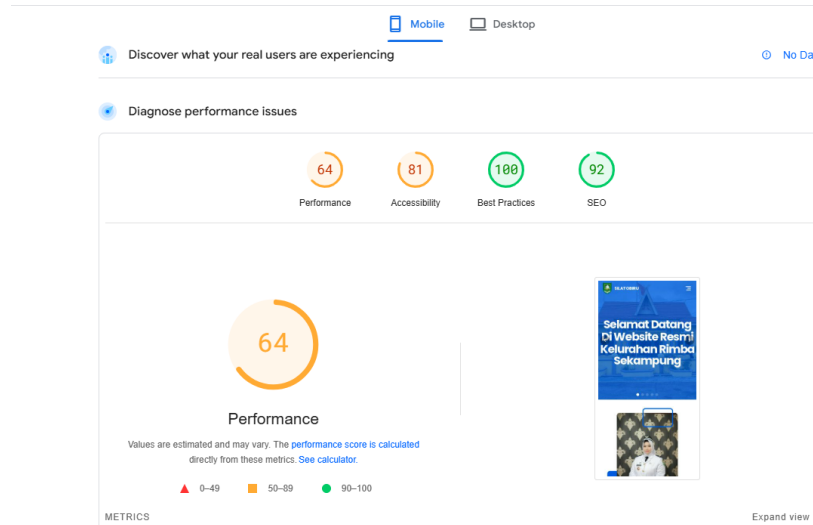 Mobile
Desktop
Discover what your real users are experiencing
No Da
Diagnose performance issues
64
81
100
92
Performance
Accessibility
Best Practices
SEO
64
Performance
Values are estimated and may vary. The performance score is calculated
directly from these metrics. See calculator.
0–49
50–89
90–100
Selamat Datang
Di Website Resmi
Kelurahan Rimba
Sekampung
METRICS
Expand view